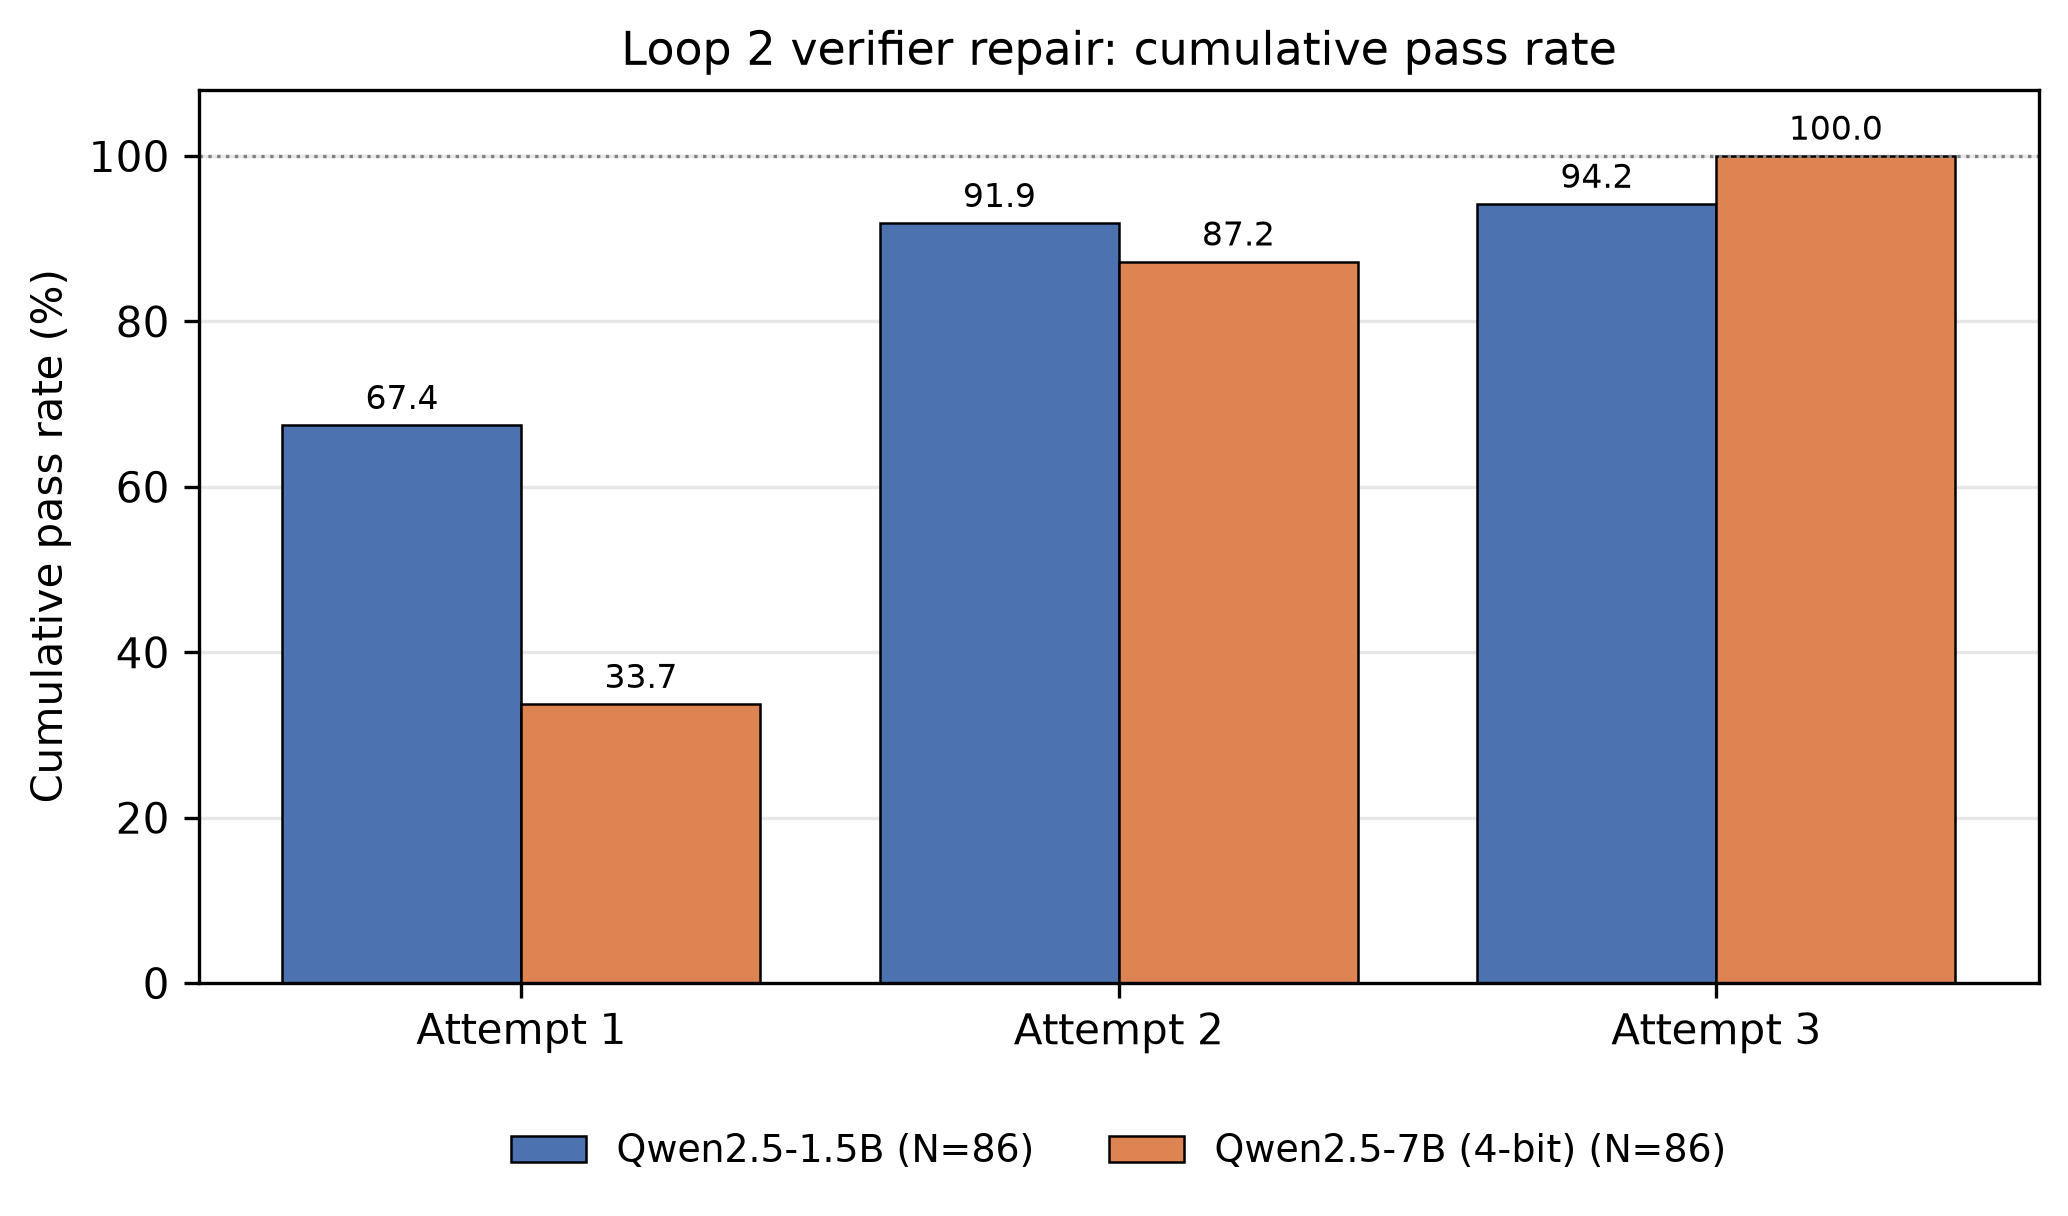 Loop 2 verifier repair: cumulative pass rate
Cumulative pass rate (%)
100
80
60
40
20
0
67.4
33.7
91.9
87.2
94.2
100.0
Attempt 1
Attempt 2
Attempt 3
Qwen2.5-1.5B (N=86)
Qwen2.5-7B (4-bit) (N=86)